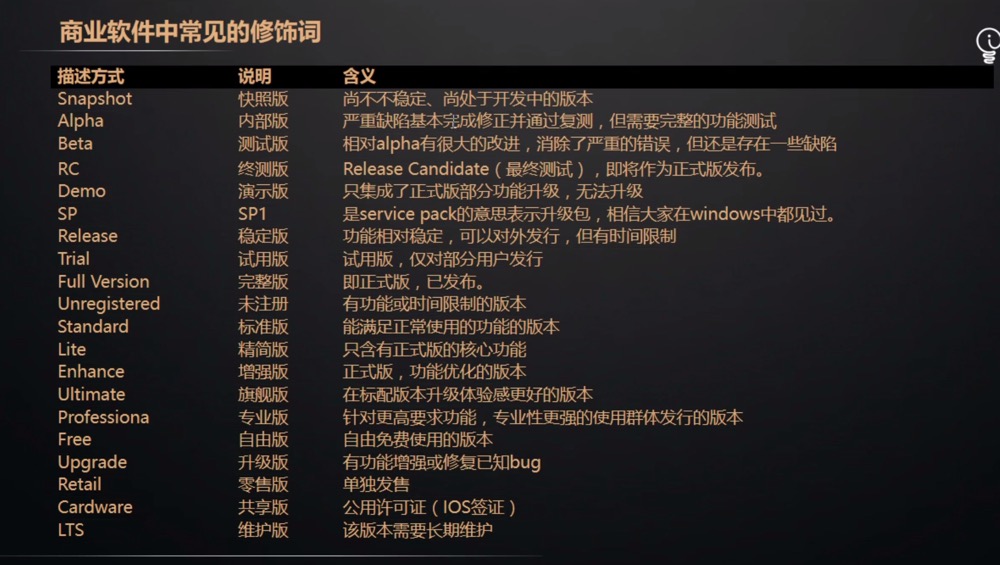 商业软件中常见的修饰词
描述方式 说明 含义
Snapshot 快照版 尚不不稳定、尚处于开发中的版本
Alpha 内部版 严重缺陷基本完成修正并通过复测，但需要完整的功能测试
Beta 测试版 相对alpha有很大的改进，消除了严重的错误，但还是存在一些缺陷
RC 终测版 Release Candidate（最终测试），即将作为正式版发布。
Demo 演示版 只集成了正式版部分功能升级，无法升级
SP SP1 是service pack的意思表示升级包，相信大家在windows中都见过。
Release 稳定版 功能相对稳定，可以对外发行，但有时间限制
Trial 试用版 试用版，仅对部分用户发行
Full Version 完整版 即正式版，已发布。
Unregistered 未注册 有功能或时间限制的版本
Standard 标准版 能满足正常使用的功能的版本
Lite 精简版 只含有正式版的核心功能
Enhance 增强版 正式版，功能优化的版本
Ultimate 旗舰版 在标配版本升级体验感更好的版本
Professiona 专业版 针对更高要求功能，专业性更强的使用群体发行的版本
Free 自由版 自由免费使用的版本
Upgrade 升级版 有功能增强或修复已知bug
Retail 零售版 单独发售
Cardware 共享版 公用许可证（IOS签证）
LTS 维护版 该版本需要长期维护